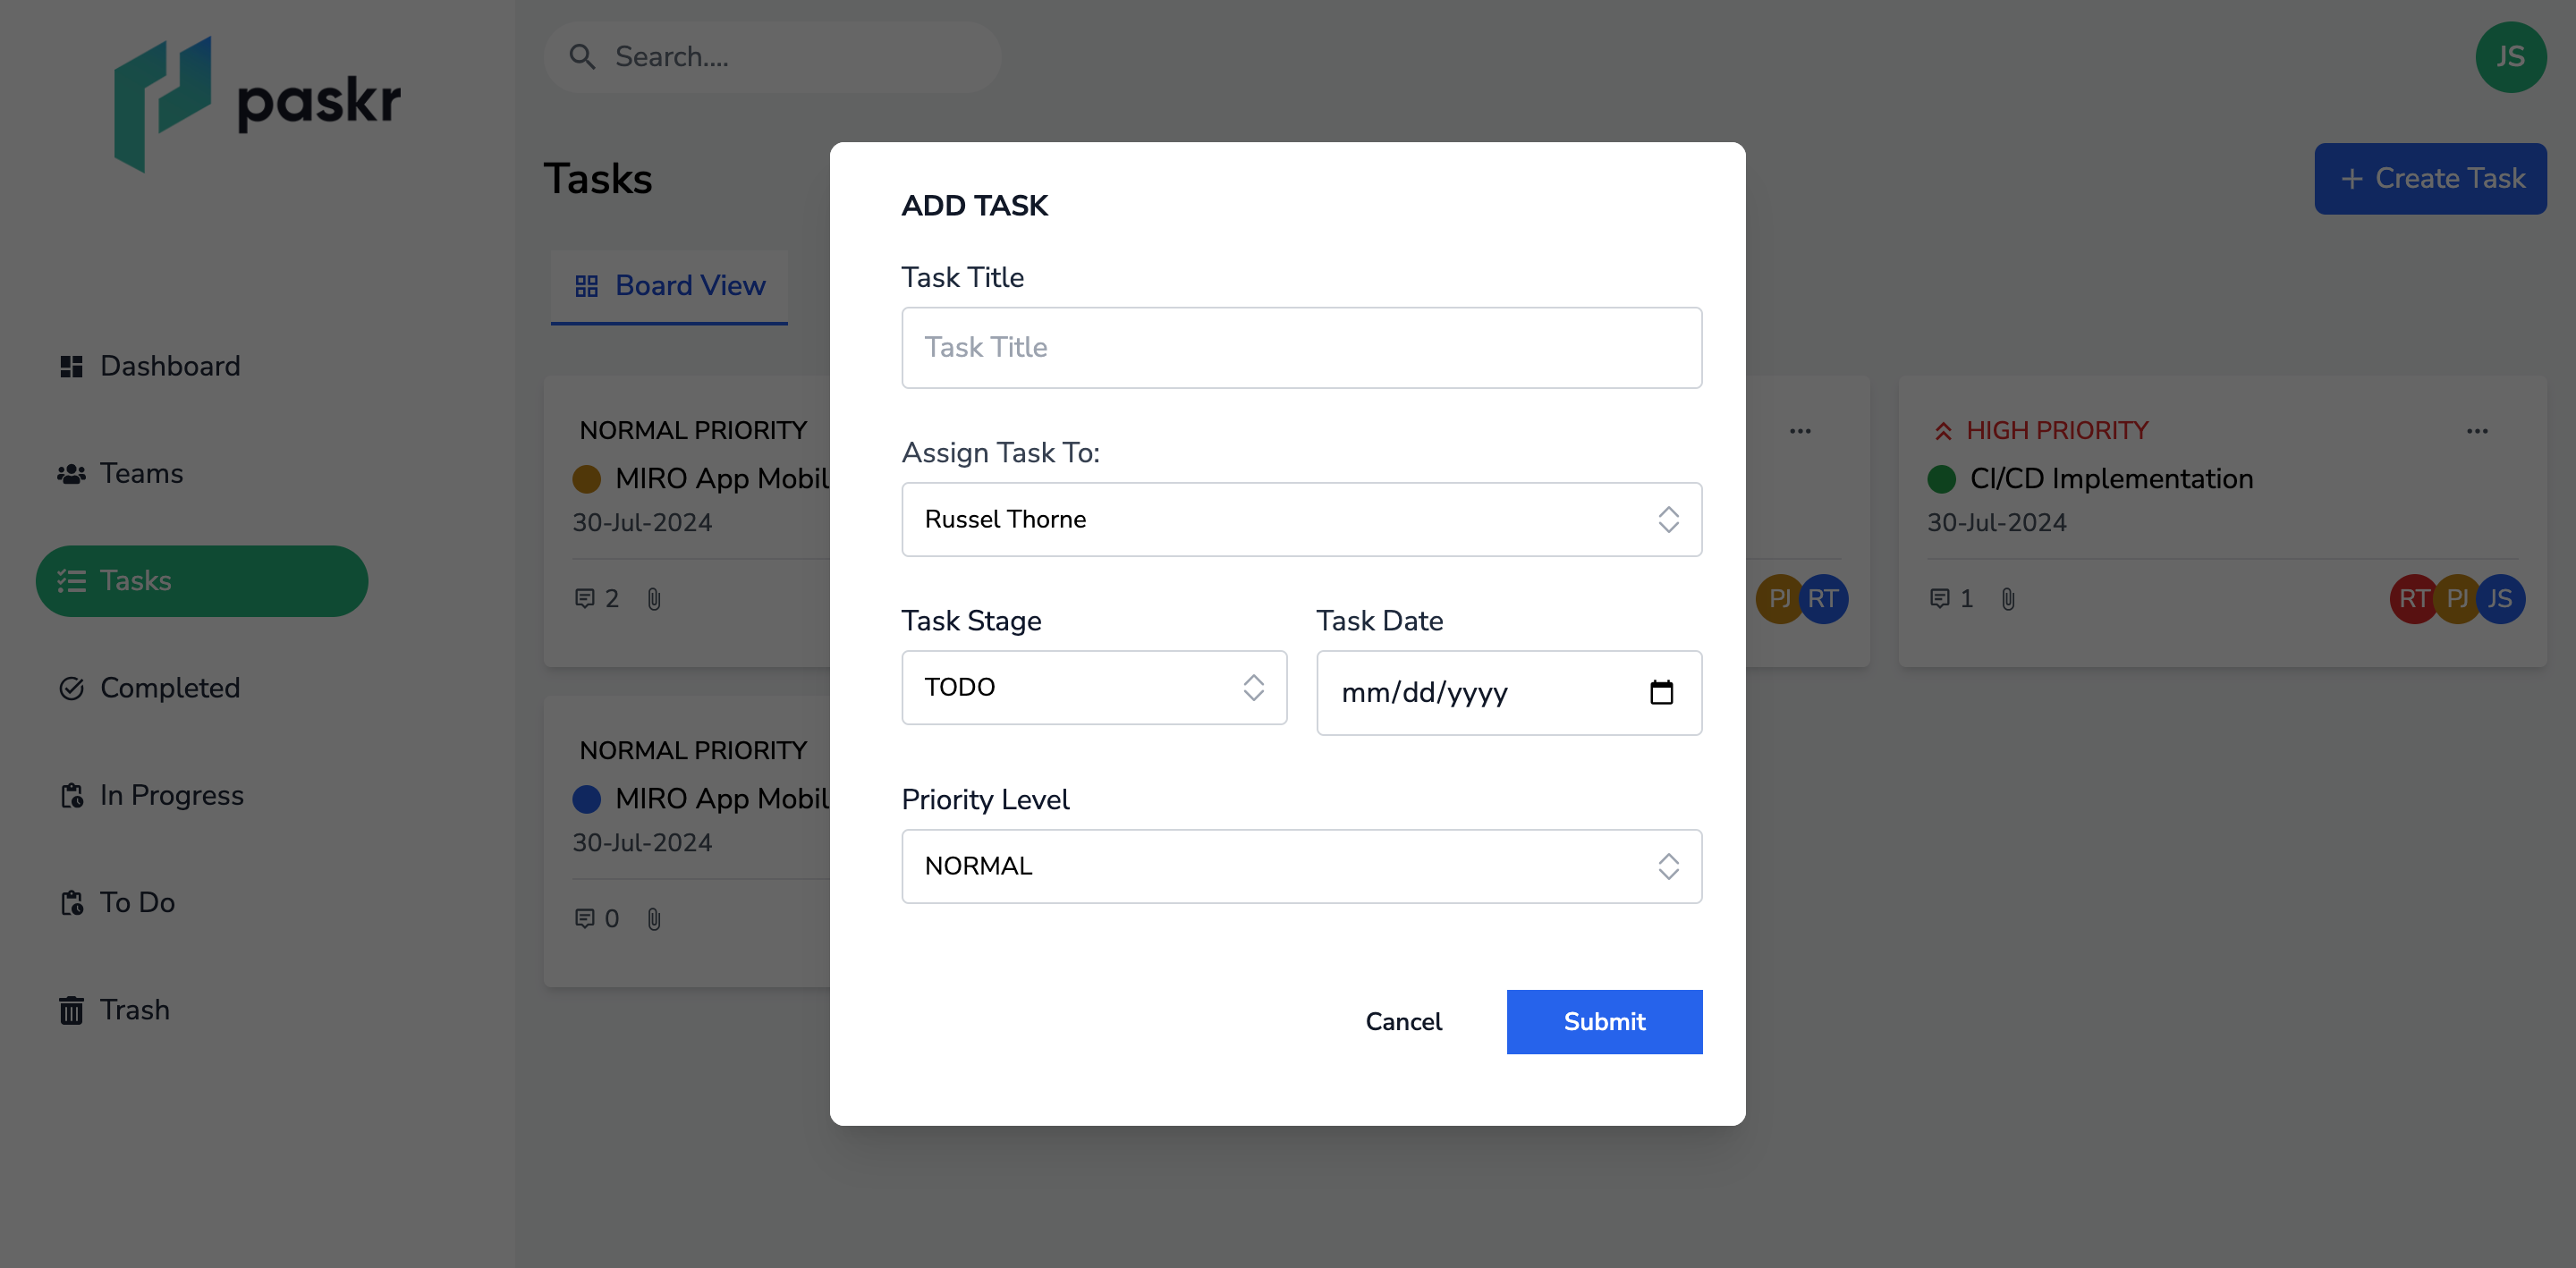 paskr
Dashboard
Teams
Tasks
Completed
In Progress
To Do
Trash
Search....
JS
Tasks
+ Create Task
Board View
NORMAL PRIORITY
MIRO App Mobil
30-Jul-2024
2
NORMAL PRIORITY
MIRO App Mobil
30-Jul-2024
0
...
PJ RT
HIGH PRIORITY ...
CI/CD Implementation
30-Jul-2024
1 RT PJ JS
ADD TASK
Task Title
Task Title
Assign Task To:
Russel Thorne
Task Stage Task Date
TODO mm/dd/yyyy
Priority Level
NORMAL
Cancel Submit